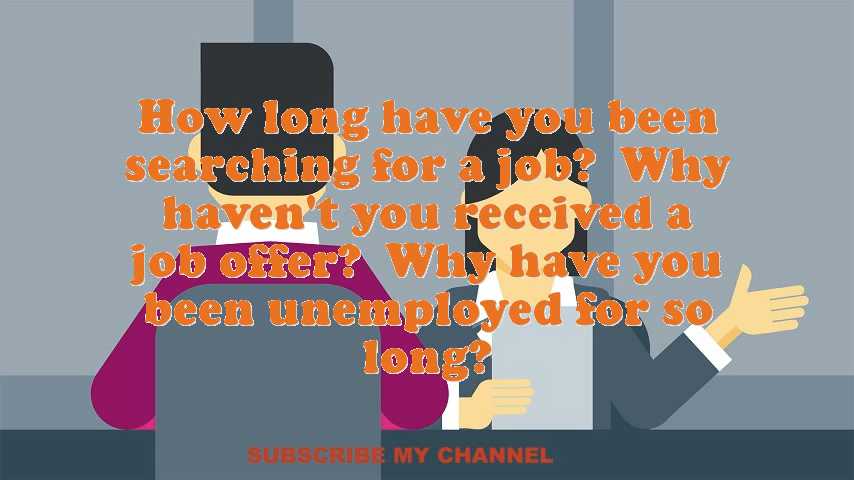 How long have you been
searching for a job?  Why
haven't you received a
job offer?  Why have you
been unemployed for so
long?
SUBSCRIBE MY CHANNEL